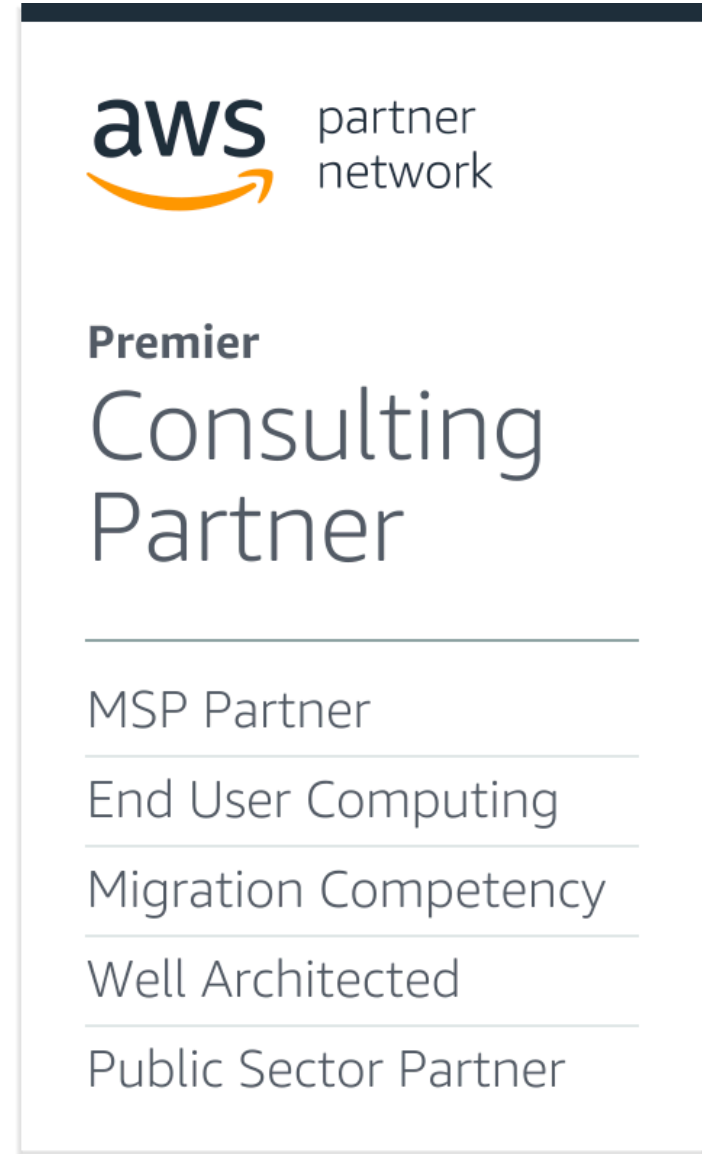 aws partner
network
Premier
Consulting
Partner
MSP Partner
End User Computing
Migration Competency
Well Architected
Public Sector Partner